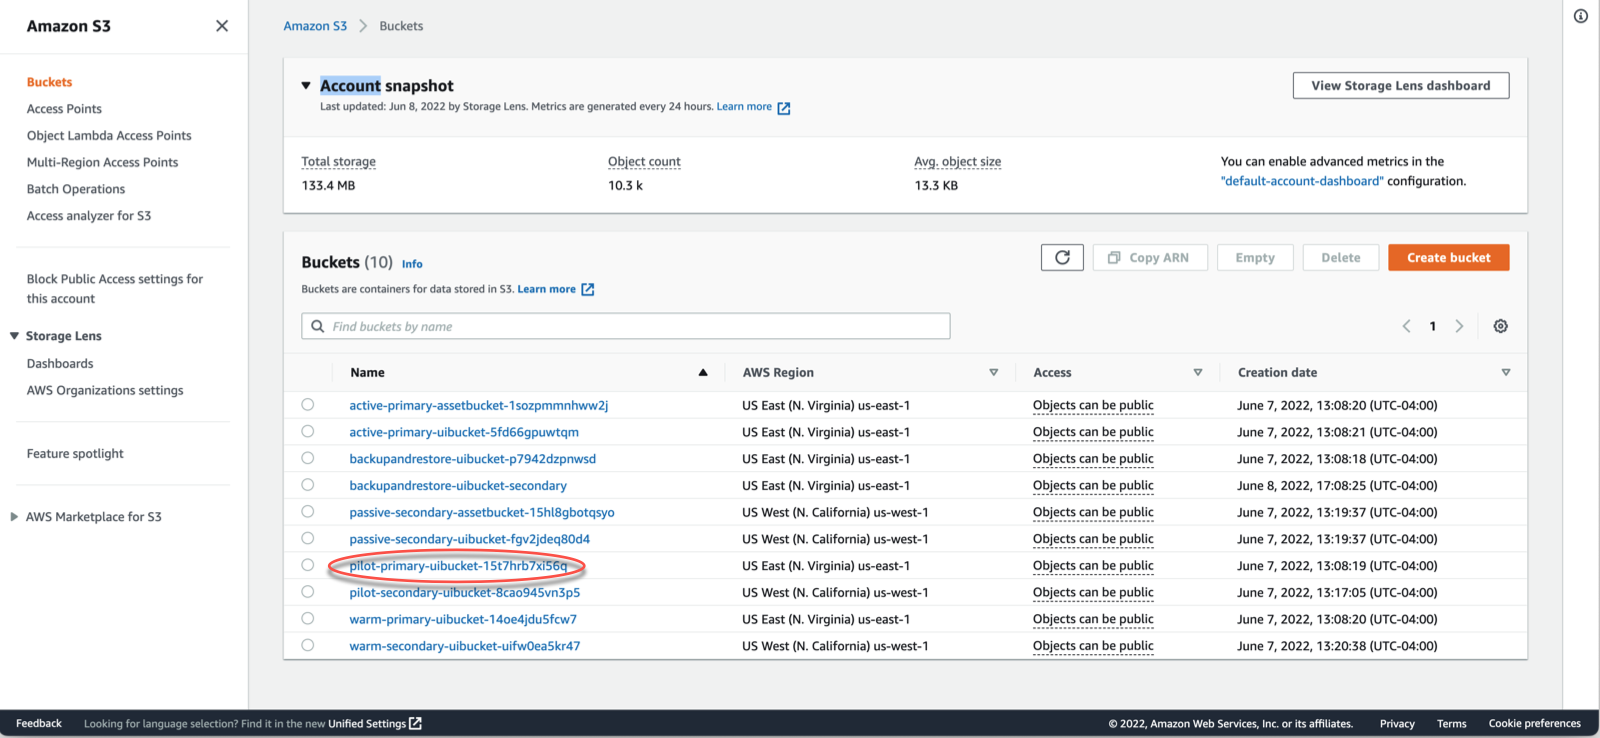 Amazon S3
Buckets
Access Points
Object Lambda Access Points
Multi-Region Access Points
Batch Operations
Access analyzer for S3
Block Public Access settings for
this account
Storage Lens
Dashboards
AWS Organizations settings
Feature spotlight
AWS Marketplace for S3
Amazon S3 > Buckets
Account snapshot
Last updated: Jun 8, 2022 by Storage Lens. Metrics are generated every 24 hours. Learn more
View Storage Lens dashboard
Total storage
133.4 MB
Object count
10.3 k
Avg. object size
13.3 KB
You can enable advanced metrics in the
"default-account-dashboard" configuration.
Buckets (10) Info
Buckets are containers for data stored in S3. Learn more
Copy ARN Empty Delete Create bucket
Find buckets by name
1
Name AWS Region Access Creation date
active-primary-assetbucket-1sozpmmnhww2j US East (N. Virginia) us-east-1 Objects can be public June 7, 2022, 13:08:20 (UTC-04:00)
active-primary-uibucket-5fd66gpuwtqm US East (N. Virginia) us-east-1 Objects can be public June 7, 2022, 13:08:21 (UTC-04:00)
backupandrestore-uibucket-p7942dzpnwsd US East (N. Virginia) us-east-1 Objects can be public June 7, 2022, 13:08:18 (UTC-04:00)
backupandrestore-uibucket-secondary US East (N. Virginia) us-east-1 Objects can be public June 8, 2022, 17:08:25 (UTC-04:00)
passive-secondary-assetbucket-15hl8gbotqsyo US West (N. California) us-west-1 Objects can be public June 7, 2022, 13:19:37 (UTC-04:00)
passive-secondary-uibucket-fgv2jdeq80d4 US West (N. California) us-west-1 Objects can be public June 7, 2022, 13:19:37 (UTC-04:00)
pilot-primary-uibucket-15t7hrb7xi56q US East (N. Virginia) us-east-1 Objects can be public June 7, 2022, 13:08:19 (UTC-04:00)
pilot-secondary-uibucket-8cao945vn3p5 US West (N. California) us-west-1 Objects can be public June 7, 2022, 13:17:05 (UTC-04:00)
warm-primary-uibucket-14oe4jdu5fcw7 US East (N. Virginia) us-east-1 Objects can be public June 7, 2022, 13:08:20 (UTC-04:00)
warm-secondary-uibucket-uifw0ea5kr47 US West (N. California) us-west-1 Objects can be public June 7, 2022, 13:20:38 (UTC-04:00)
Feedback Looking for language selection? Find it in the new Unified Settings © 2022, Amazon Web Services, Inc. or its affiliates. Privacy Terms Cookie preferences